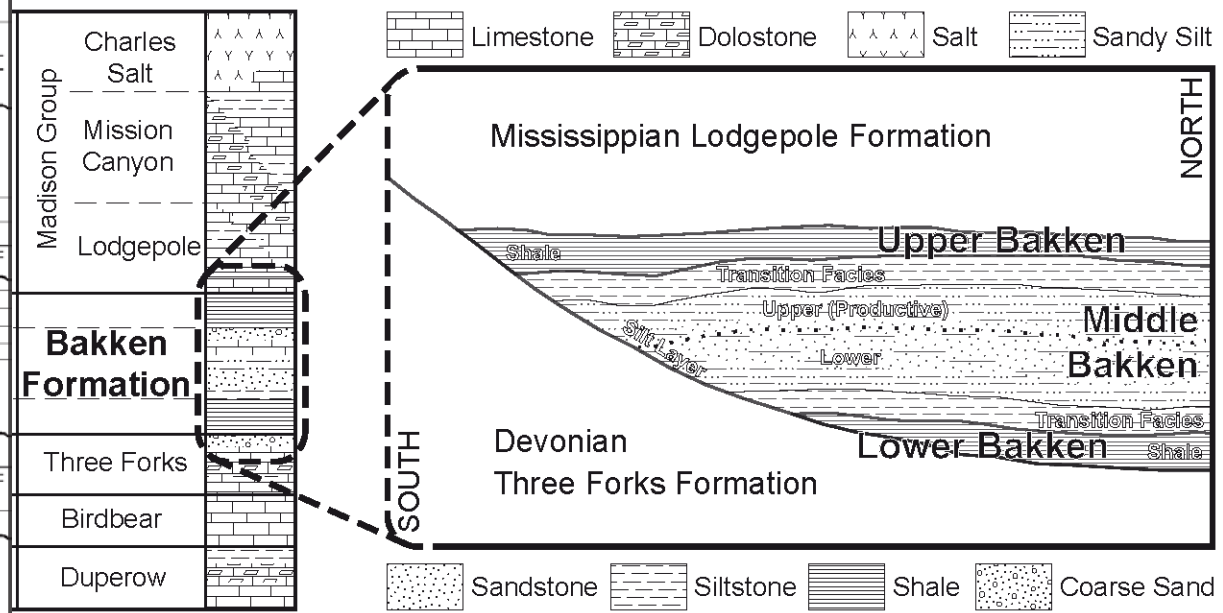 Madison Group
Charles
Salt
Mission
Canyon
Lodgepole
Bakken
Formation
Three Forks
Birdbear
Duperow
Limestone
Dolostone
Salt
Sandy Silt
NORTH
Mississippian Lodgepole Formation
Upper Bakken
Shale
Transition Facies
Upper (Productive)
Middle
Bakken
Silt Layer
Lower
Transition Facies
Lower Bakken
Shale
Devonian
Three Forks Formation
SOUTH
Sandstone
Siltstone
Shale
Coarse Sand